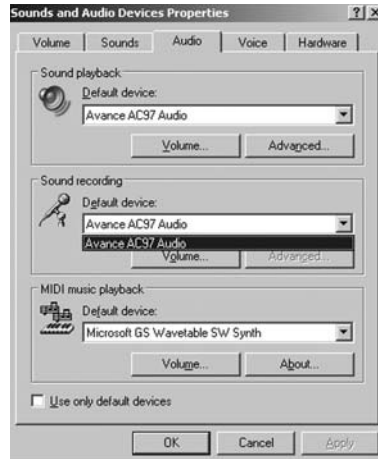 Sounds and Audio Devices Properties ? X
Volume Sounds Audio Voice Hardware
Sound playback
Default device:
Avance AC97 Audio
Volume... Advanced...
Sound recording
Default device:
Avance AC97 Audio
Avance AC97 Audio
Volume... Advanced...
MIDI music playback
Default device:
Microsoft GS Wavetable SW Synth
Volume... About...
Use only default devices
OK Cancel Apply